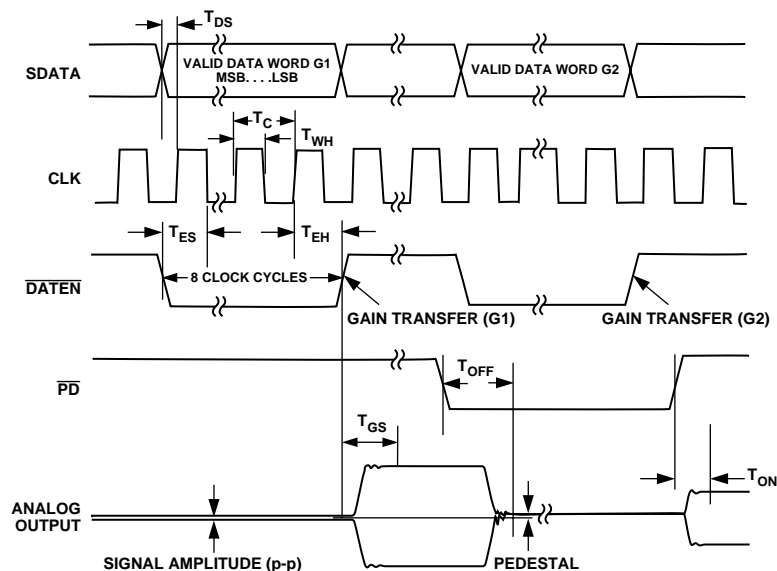 T_DS
SDATA
VALID DATA WORD G1
MSB. . . .LSB
VALID DATA WORD G2
T_C
T_WH
CLK
T_ES
T_EH
DATEN
8 CLOCK CYCLES
GAIN TRANSFER (G1)
GAIN TRANSFER (G2)
PD
T_OFF
T_GS
T_ON
ANALOG
OUTPUT
SIGNAL AMPLITUDE (p-p)
PEDESTAL